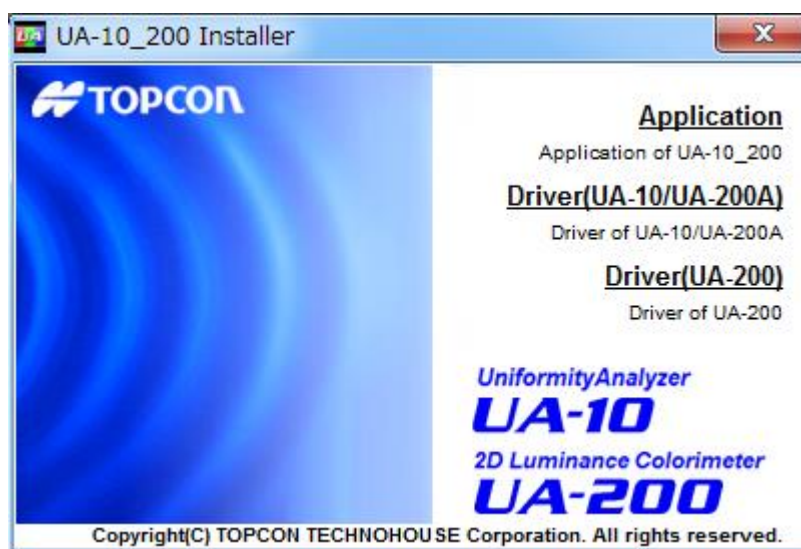 UA-10_200 Installer
TOPCON
Application
Application of UA-10_200
Driver(UA-10/UA-200A)
Driver of UA-10/UA-200A
Driver(UA-200)
Driver of UA-200
UniformityAnalyzer
UA-10
2D Luminance Colorimeter
UA-200
Copyright(C) TOPCON TECHNOHOUSE Corporation. All rights reserved.